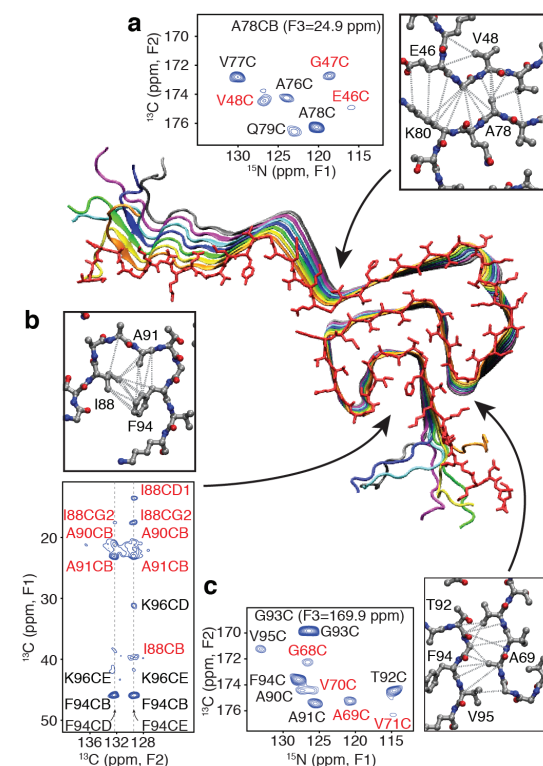 a
A78CB (F3=24.9 ppm)
170
172
174
176
¹³C (ppm, F2)
V77C
G47C
A76C
V48C
E46C
A78C
Q79C
130
125
120
115
¹⁵N (ppm, F1)
E46
V48
K80
A78
b
A91
I88
F94
I88CD1
I88CG2 I88CG2
A90CB A90CB
A91CB A91CB
K96CD
I88CB
K96CE K96CE
F94CB F94CB
F94CD F94CE
20
30
40
50
¹³C (ppm, F1)
136 132 128
¹³C (ppm, F2)
c
G93C (F3=169.9 ppm)
170
172
174
176
¹³C (ppm, F2)
V95C
G93C
G68C
F94C
V70C
T92C
A90C
A91C
A69C
V71C
125
120
115
¹⁵N (ppm, F1)
T92
F94
A69
V95